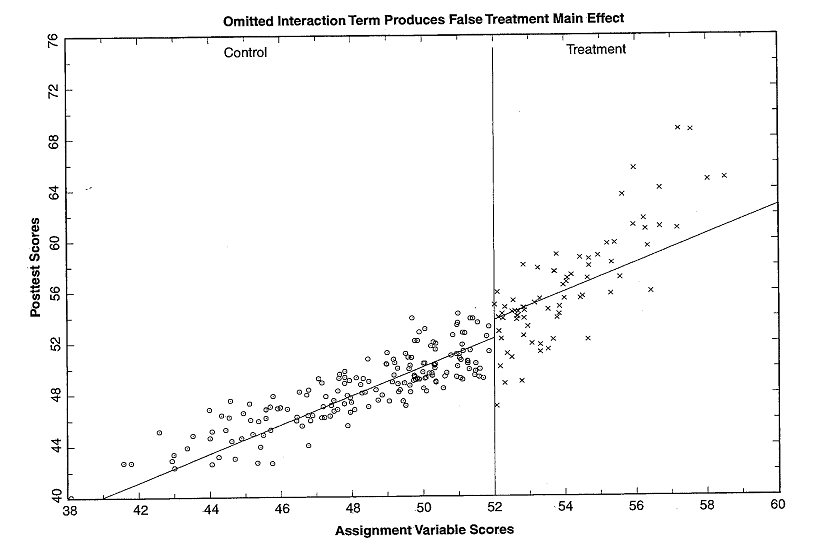 Omitted Interaction Term Produces False Treatment Main Effect
Control
Treatment
76
72
68
64
60
56
52
48
44
40
Posttest Scores
38 42 44 46 48 50 52 54 56 58 60
Assignment Variable Scores